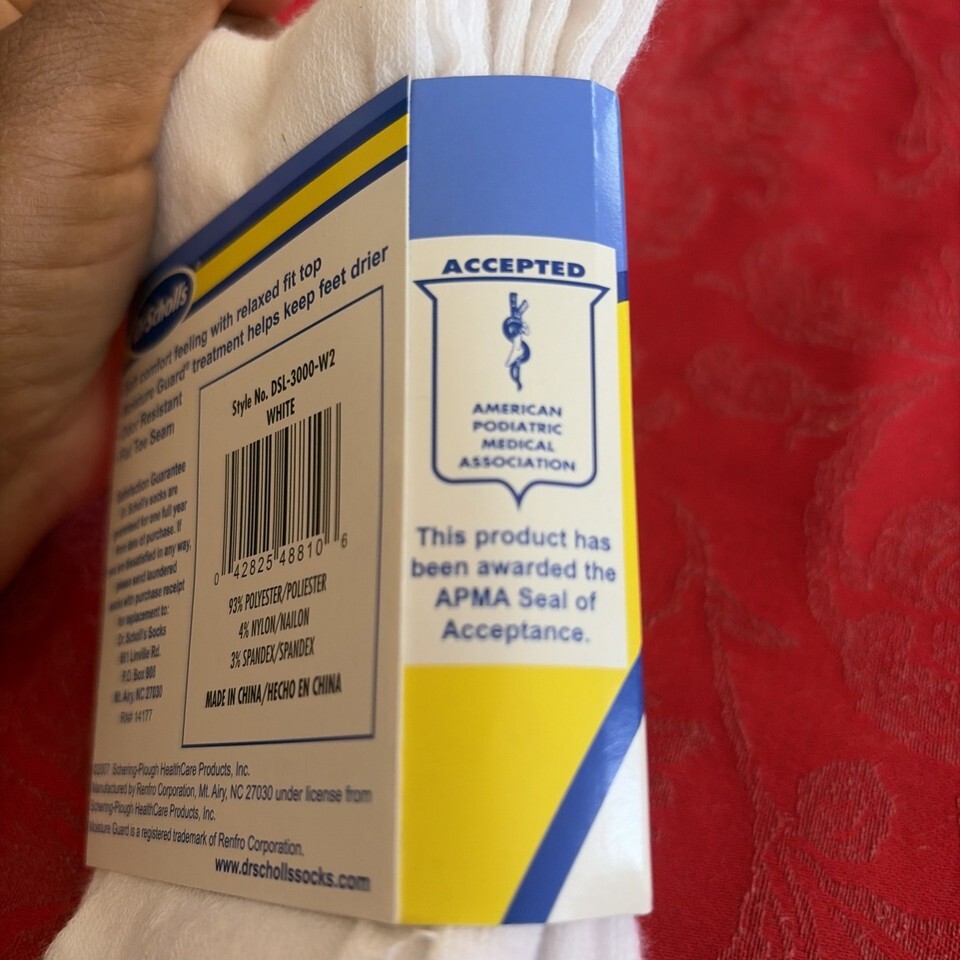 Dr. Scholl's
Soft comfort feeling with relaxed fit top
Moisture Guard® treatment helps keep feet drier
Odor Resistant
Flat Toe Seam
Satisfaction Guarantee
Dr. Scholl's socks are
guaranteed for one full year
from date of purchase. If
you are dissatisfied in any way,
please send laundered
socks with purchase receipt
for replacement to:
Dr. Scholl's Socks
661 Linville Rd.
P.O. Box 908
Mt. Airy, NC 27030
RN# 14177
Style No. DSL-3000-W2
WHITE
0 42825 48810 6
93% POLYESTER/POLIESTER
4% NYLON/NAILON
3% SPANDEX/SPANDEX
MADE IN CHINA/HECHO EN CHINA
©2007 Schering-Plough HealthCare Products, Inc.
Manufactured by Renfro Corporation, Mt. Airy, NC 27030 under license from
Schering-Plough HealthCare Products, Inc.
Moisture Guard is a registered trademark of Renfro Corporation.
www.drschollssocks.com
ACCEPTED
AMERICAN
PODIATRIC
MEDICAL
ASSOCIATION
This product has
been awarded the
APMA Seal of
Acceptance.